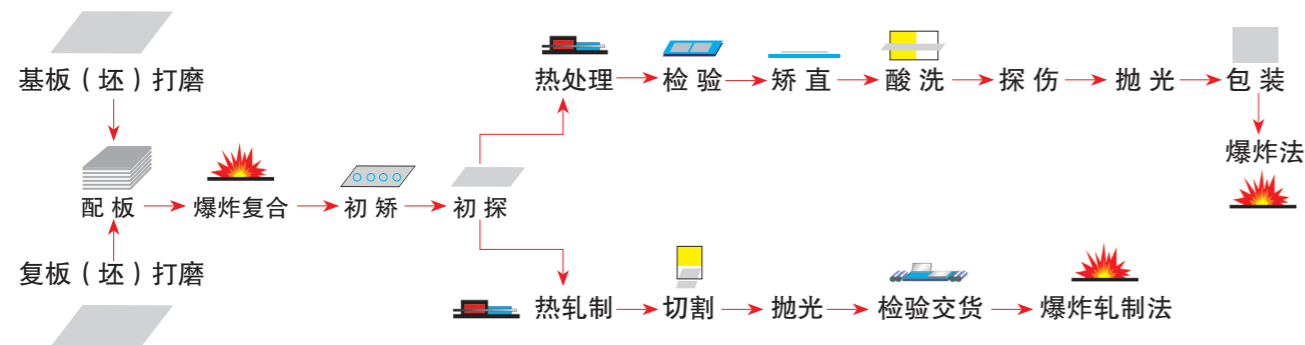 基板（坯）打磨
热处理 检验 矫直 酸洗 探伤 抛光 包装
爆炸法
配板 爆炸复合 初矫 初探
复板（坯）打磨
热轧制 切割 抛光 检验交货 爆炸轧制法